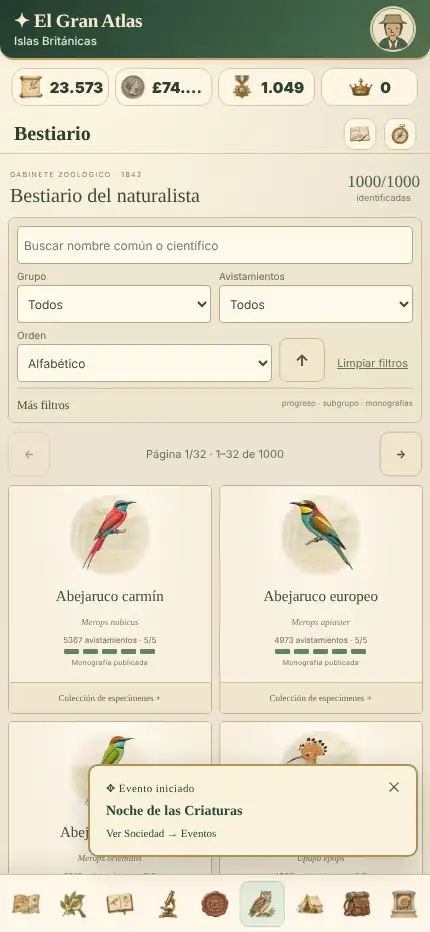 ✦ El Gran Atlas
Islas Británicas
23.573 £74.... 1.049 0
Bestiario
GABINETE ZOOLÓGICO · 1842
Bestiario del naturalista
1000/1000
identificadas
Buscar nombre común o científico
Grupo Avistamientos
Todos Todos
Orden
Alfabético ↑ Limpiar filtros
Más filtros progreso · subgrupo · monografías
← Página 1/32 · 1–32 de 1000 →
Abejaruco carmín
Merops nubicus
5367 avistamientos · 5/5
Monografía publicada
Colección de especímenes +
Abejaruco europeo
Merops apiaster
4973 avistamientos · 5/5
Monografía publicada
Colección de especímenes +
Abej
Merops orientalis
Upupa epops
✥ Evento iniciado
Noche de las Criaturas
Ver Sociedad → Eventos